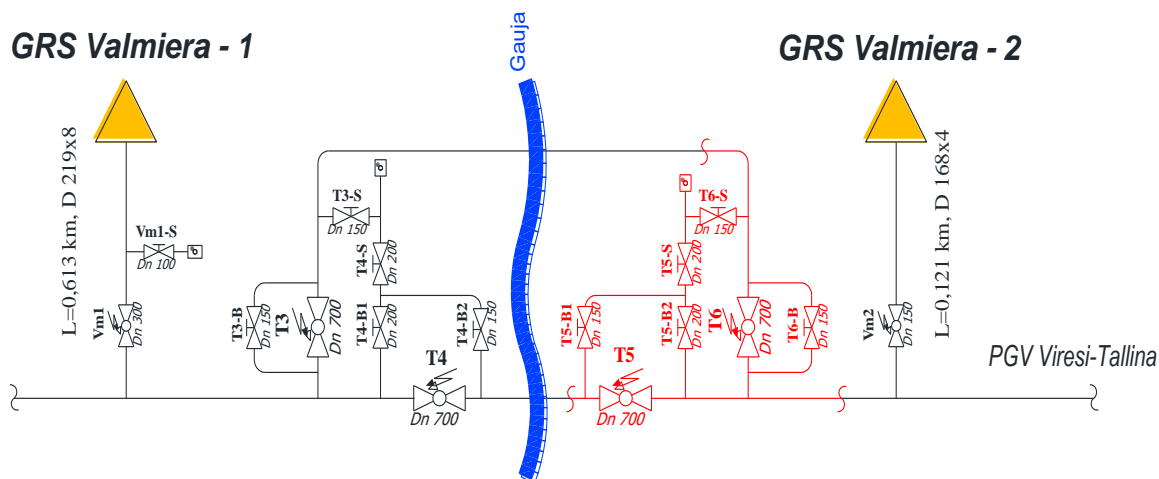 GRS Valmiera - 1
Gauja
GRS Valmiera - 2
L=0,613 km, D 219x8
L=0,121 km, D 168x4
T3-S
Dn 150
T6-S
Dn 150
Vm1-S
Dn 100
T4-S
Dn 200
T5-S
Dn 200
Vm1
Dn 300
T3-B
Dn 150
T3
Dn 700
T4-B1
Dn 200
T4-B2
Dn 150
T5-B1
Dn 150
T5-B2
Dn 200
T6
Dn 700
T6-B
Dn 150
Vm2
Dn 150
T4
Dn 700
T5
Dn 700
PGV Viresi-Tallina